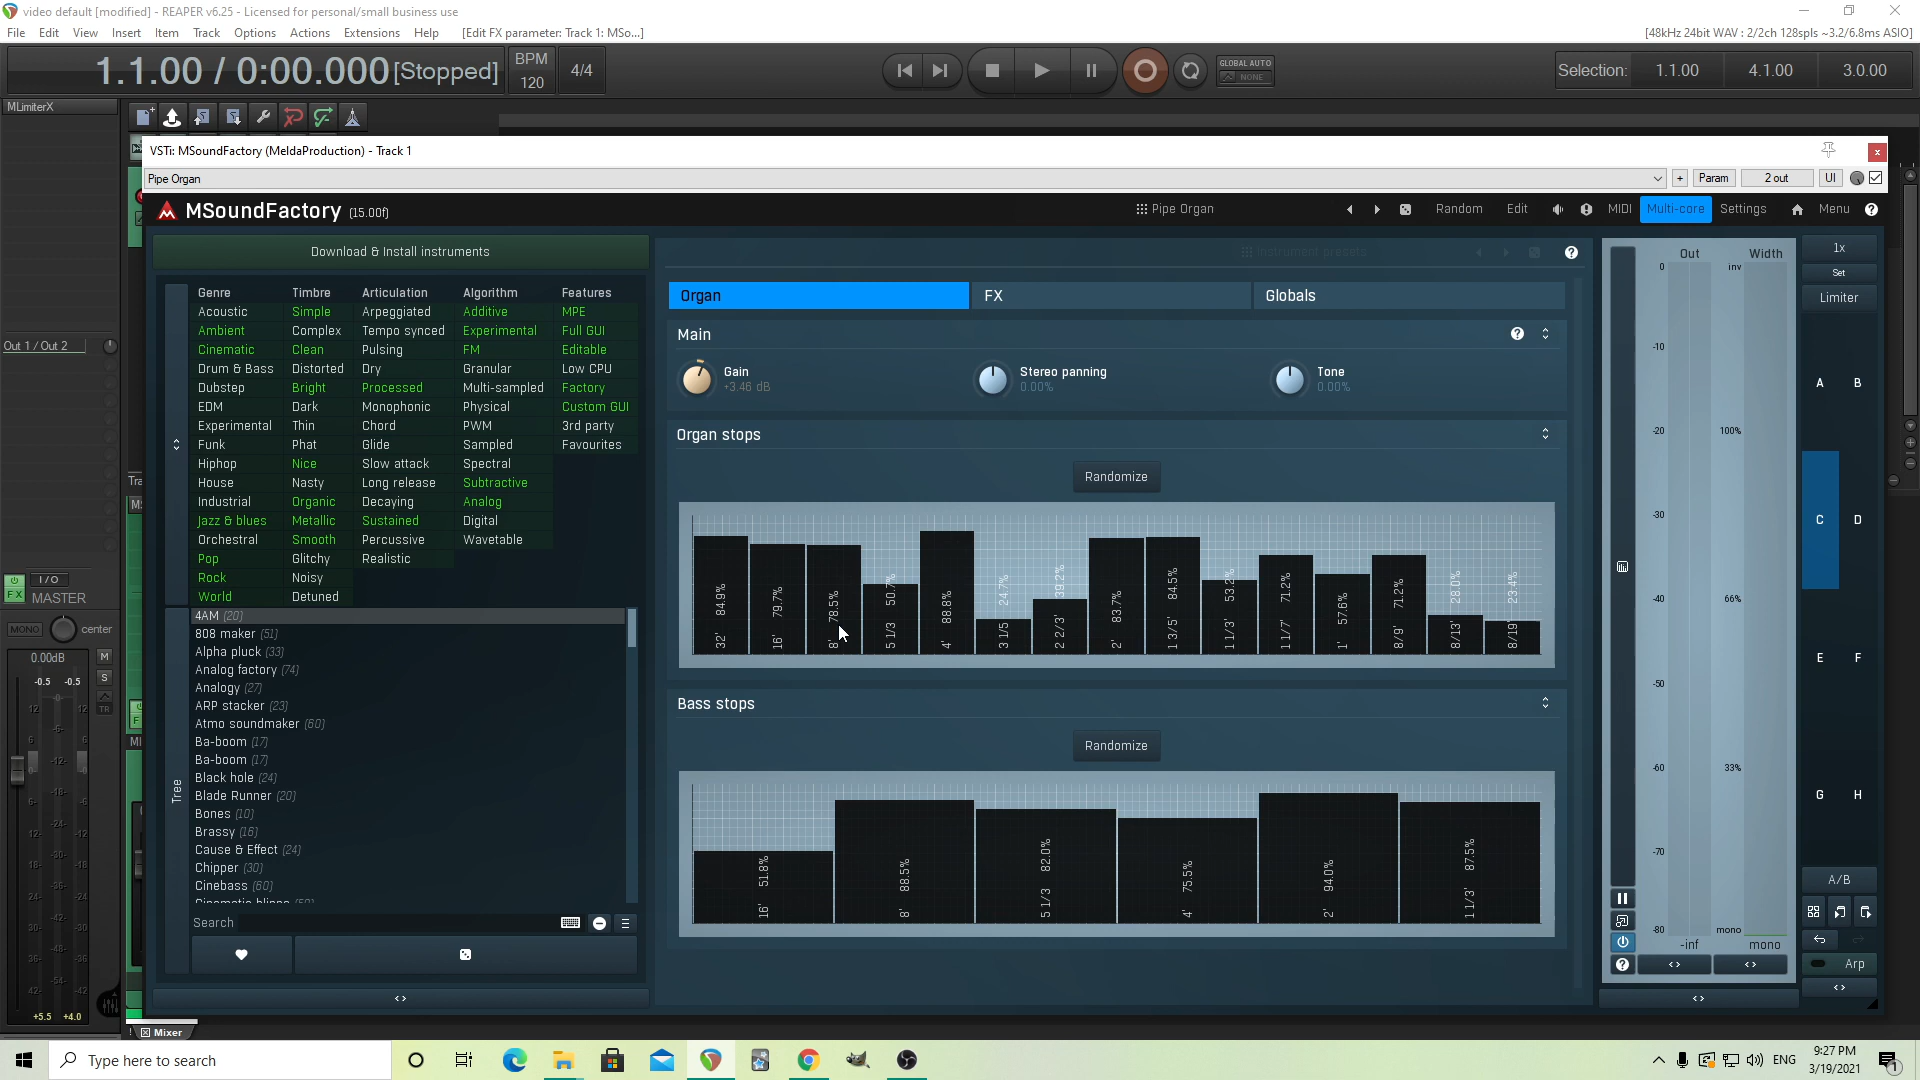 video default [modified] - REAPER v6.25 - Licensed for personal/small business use
File Edit View Insert Item Track Options Actions Extensions Help [Edit FX parameter: Track 1: MSo...]
[48kHz 24bit WAV : 2/2ch 128spls ~3.2/6.8ms ASIO]
1.1.00 / 0:00.000 [Stopped]
BPM
120
4/4
GLOBAL AUTO
NONE
Selection: 1.1.00 4.1.00 3.0.00
MLimiterX
VSTi: MSoundFactory (MeldaProduction) - Track 1
Pipe Organ
+ Param 2 out UI
MSoundFactory (15.00f)
Pipe Organ
Random Edit MIDI Multi-core Settings Menu
Download & Install instruments
Instrument presets
Genre Timbre Articulation Algorithm Features
Acoustic Simple Arpeggiated Additive MPE
Ambient Complex Tempo synced Experimental Full GUI
Cinematic Clean Pulsing FM Editable
Drum & Bass Distorted Dry Granular Low CPU
Dubstep Bright Processed Multi-sampled Factory
EDM Dark Monophonic Physical Custom GUI
Experimental Thin Chord PWM 3rd party
Funk Phat Glide Sampled Favourites
Hiphop Nice Slow attack Spectral
House Nasty Long release Subtractive
Industrial Organic Decaying Analog
Jazz & blues Metallic Sustained Digital
Orchestral Smooth Percussive Wavetable
Pop Glitchy Realistic
Rock Noisy
World Detuned
Tree
4AM (20)
808 maker (51)
Alpha pluck (33)
Analog factory (74)
Analogy (27)
ARP stacker (23)
Atmo soundmaker (60)
Ba-boom (17)
Ba-boom (17)
Black hole (24)
Blade Runner (20)
Bones (10)
Brassy (16)
Cause & Effect (24)
Chipper (30)
Cinebass (60)
Search
Organ FX Globals
Main
Gain
+3.46 dB
Stereo panning
0.00%
Tone
0.00%
Organ stops
Randomize
32' 84.9%
16' 79.7%
8' 78.5%
5 1/3 50.7%
4' 88.8%
3 1/5 24.7%
2 2/3' 39.2%
2' 83.7%
1 3/5' 84.5%
1 1/3' 53.2%
1 1/7' 71.2%
1' 57.6%
8/9' 71.2%
8/13' 28.0%
8/19' 23.4%
Bass stops
Randomize
16' 51.8%
8' 88.5%
5 1/3 82.0%
4' 75.5%
2' 94.0%
1 1/3' 87.5%
Out Width
0 inv
-10
-20 100%
-30
-40 66%
-50
-60 33%
-70
-80 mono
-inf mono
1x
Set
Limiter
A B
C D
E F
G H
A/B
Arp
Out 1 / Out 2
FX
I/O
MASTER
MONO center
0.00dB M
-0.5 -0.5 S
TR
+5.5 +4.0
Mixer
Type here to search
ENG
9:27 PM
3/19/2021
1